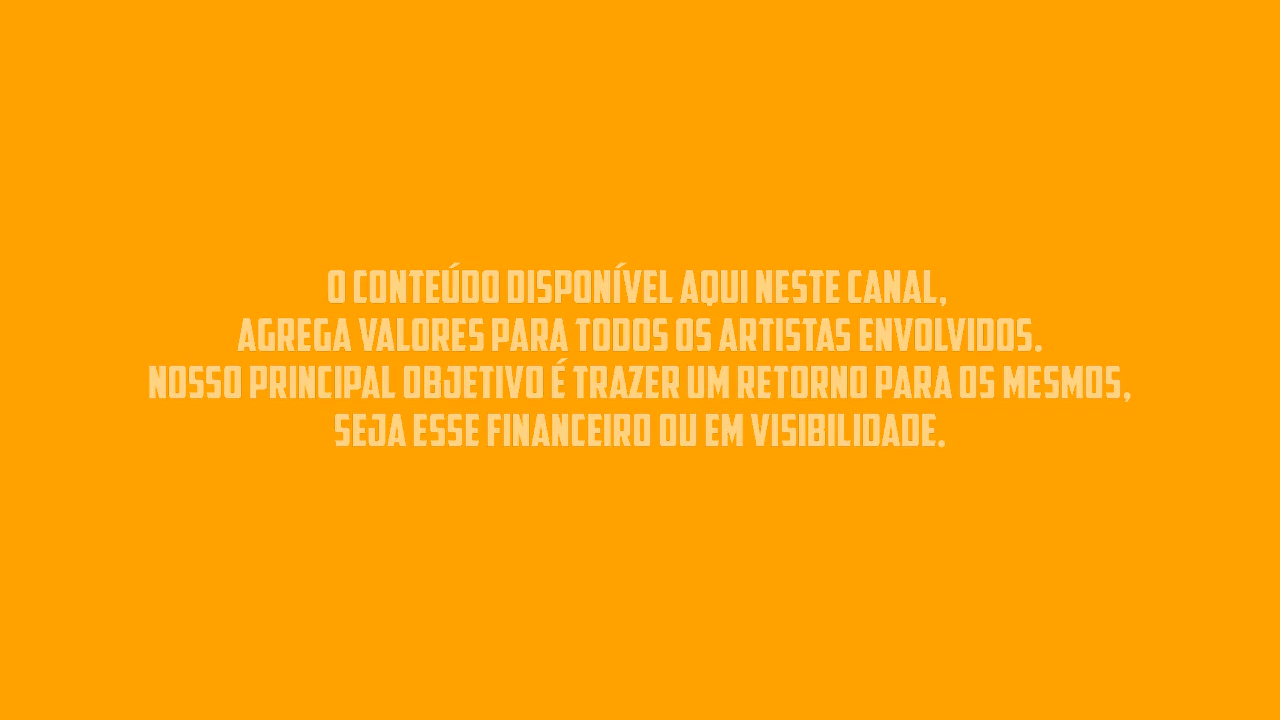 O CONTEÚDO DISPONÍVEL AQUI NESTE CANAL,
AGREGA VALORES PARA TODOS OS ARTISTAS ENVOLVIDOS.
NOSSO PRINCIPAL OBJETIVO É TRAZER UM RETORNO PARA OS MESMOS,
SEJA ESSE FINANCEIRO OU EM VISIBILIDADE.